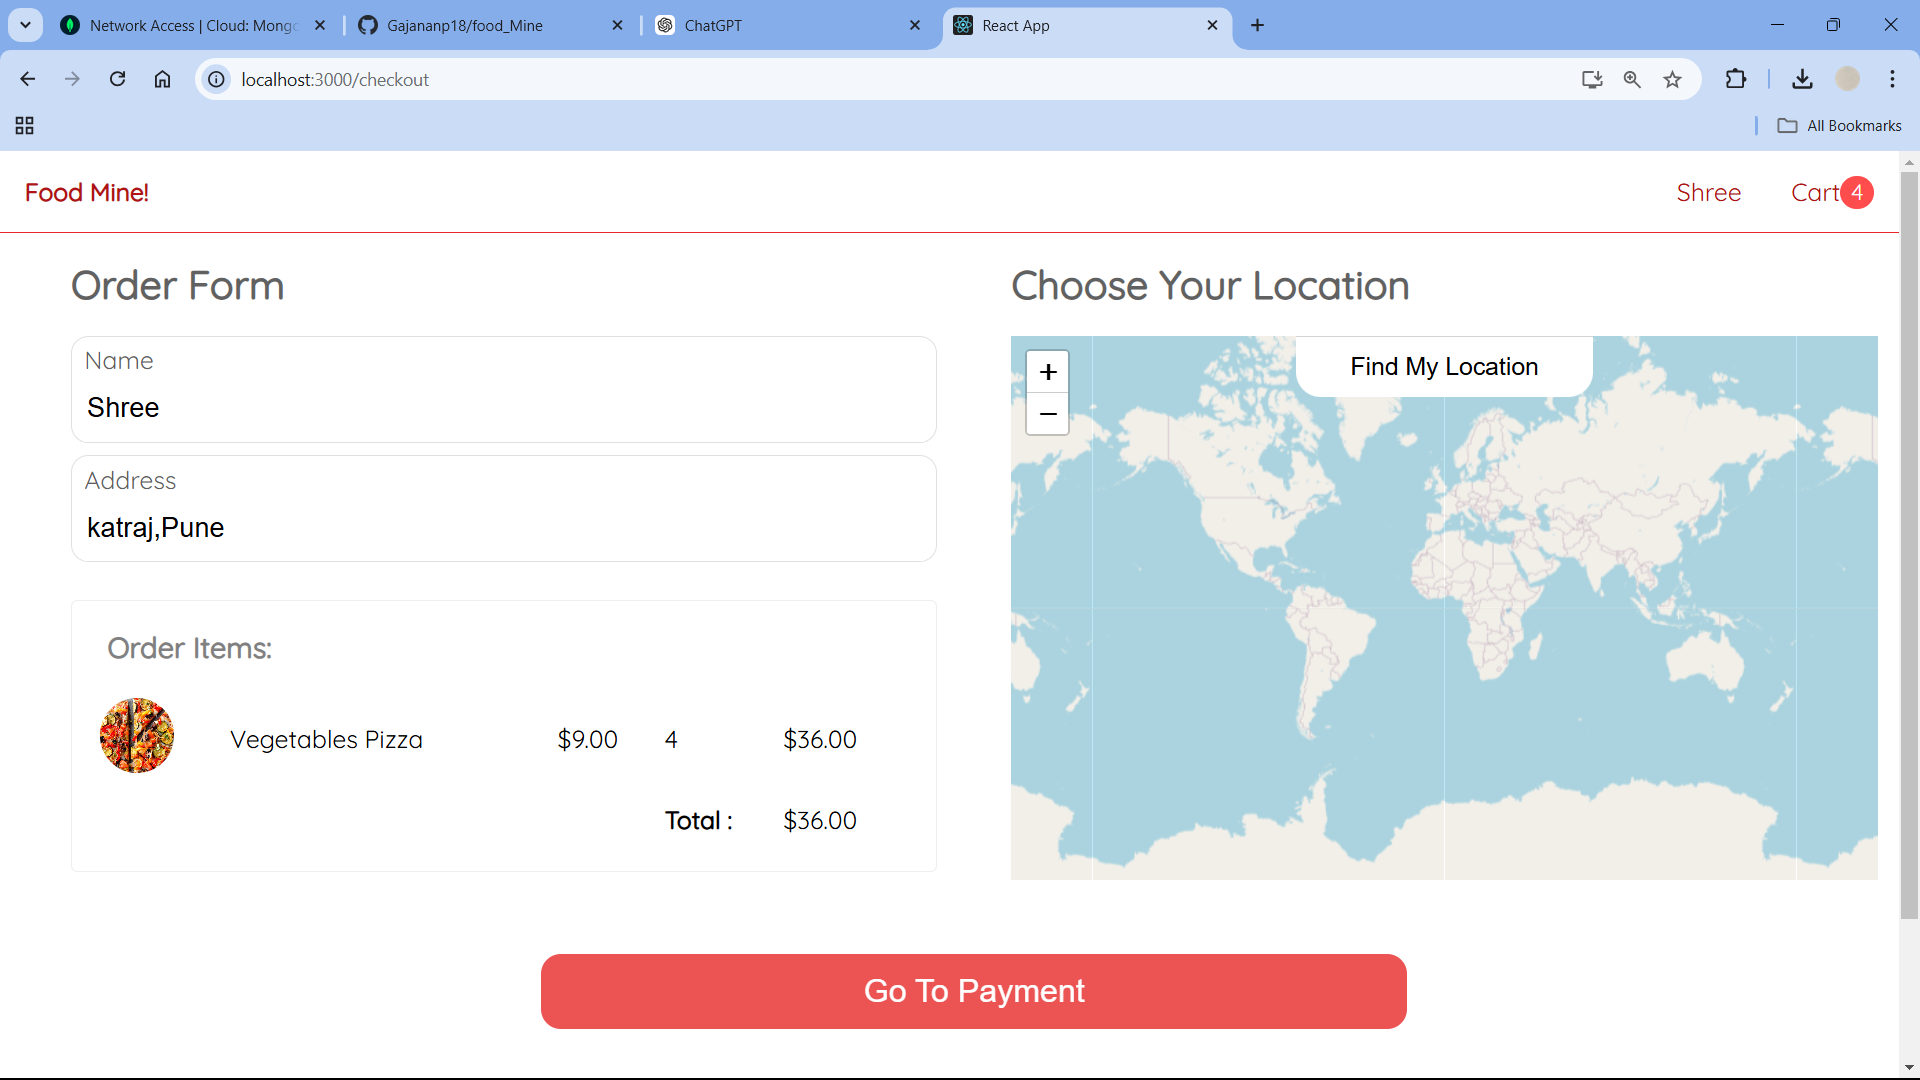 Network Access | Cloud: Mong
Gajananp18/food_Mine
ChatGPT
React App
localhost:3000/checkout
All Bookmarks
Food Mine!
Shree
Cart 4
Order Form
Choose Your Location
Name
Shree
Address
katraj,Pune
+
−
Find My Location
Order Items:
Vegetables Pizza $9.00 4 $36.00
Total : $36.00
Go To Payment